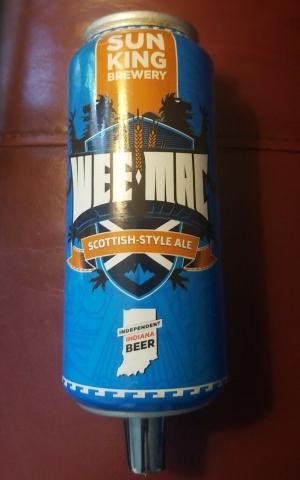 SUN
KING
BREWERY
WEE MAC
SCOTTISH-STYLE ALE
INDEPENDENT
INDIANA
BEER